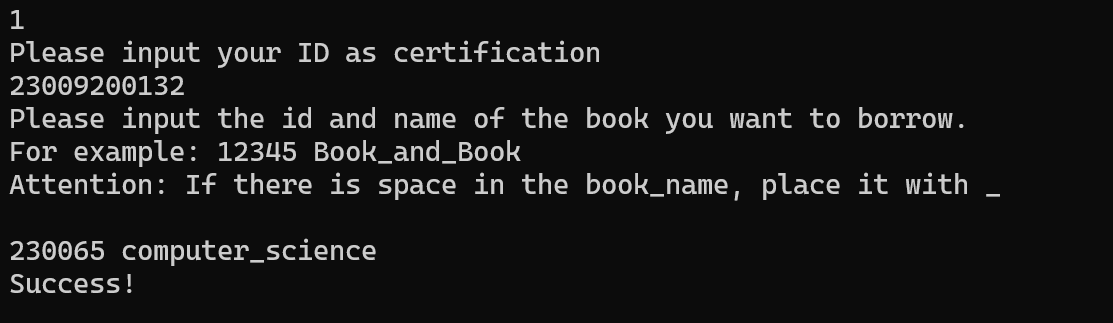 1
Please input your ID as certification
23009200132
Please input the id and name of the book you want to borrow.
For example: 12345 Book_and_Book
Attention: If there is space in the book_name, place it with _
230065 computer_science
Success!